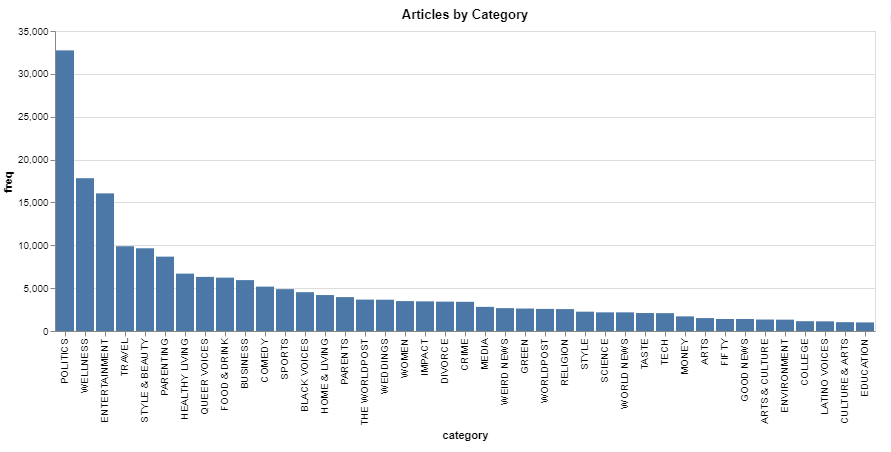 Articles by Category
35,000
30,000
25,000
20,000
15,000
10,000
5,000
0
freq
POLITICS
WELLNESS
ENTERTAINMENT
TRAVEL
STYLE & BEAUTY
PARENTING
HEALTHY LIVING
QUEER VOICES
FOOD & DRINK
BUSINESS
COMEDY
SPORTS
BLACK VOICES
HOME & LIVING
PARENTS
THE WORLDPOST
WEDDINGS
WOMEN
IMPACT
DIVORCE
CRIME
MEDIA
WEIRD NEWS
GREEN
WORLDPOST
RELIGION
STYLE
SCIENCE
WORLD NEWS
TASTE
TECH
MONEY
ARTS
FIFTY
GOOD NEWS
ARTS & CULTURE
ENVIRONMENT
COLLEGE
LATINO VOICES
CULTURE & ARTS
EDUCATION
category